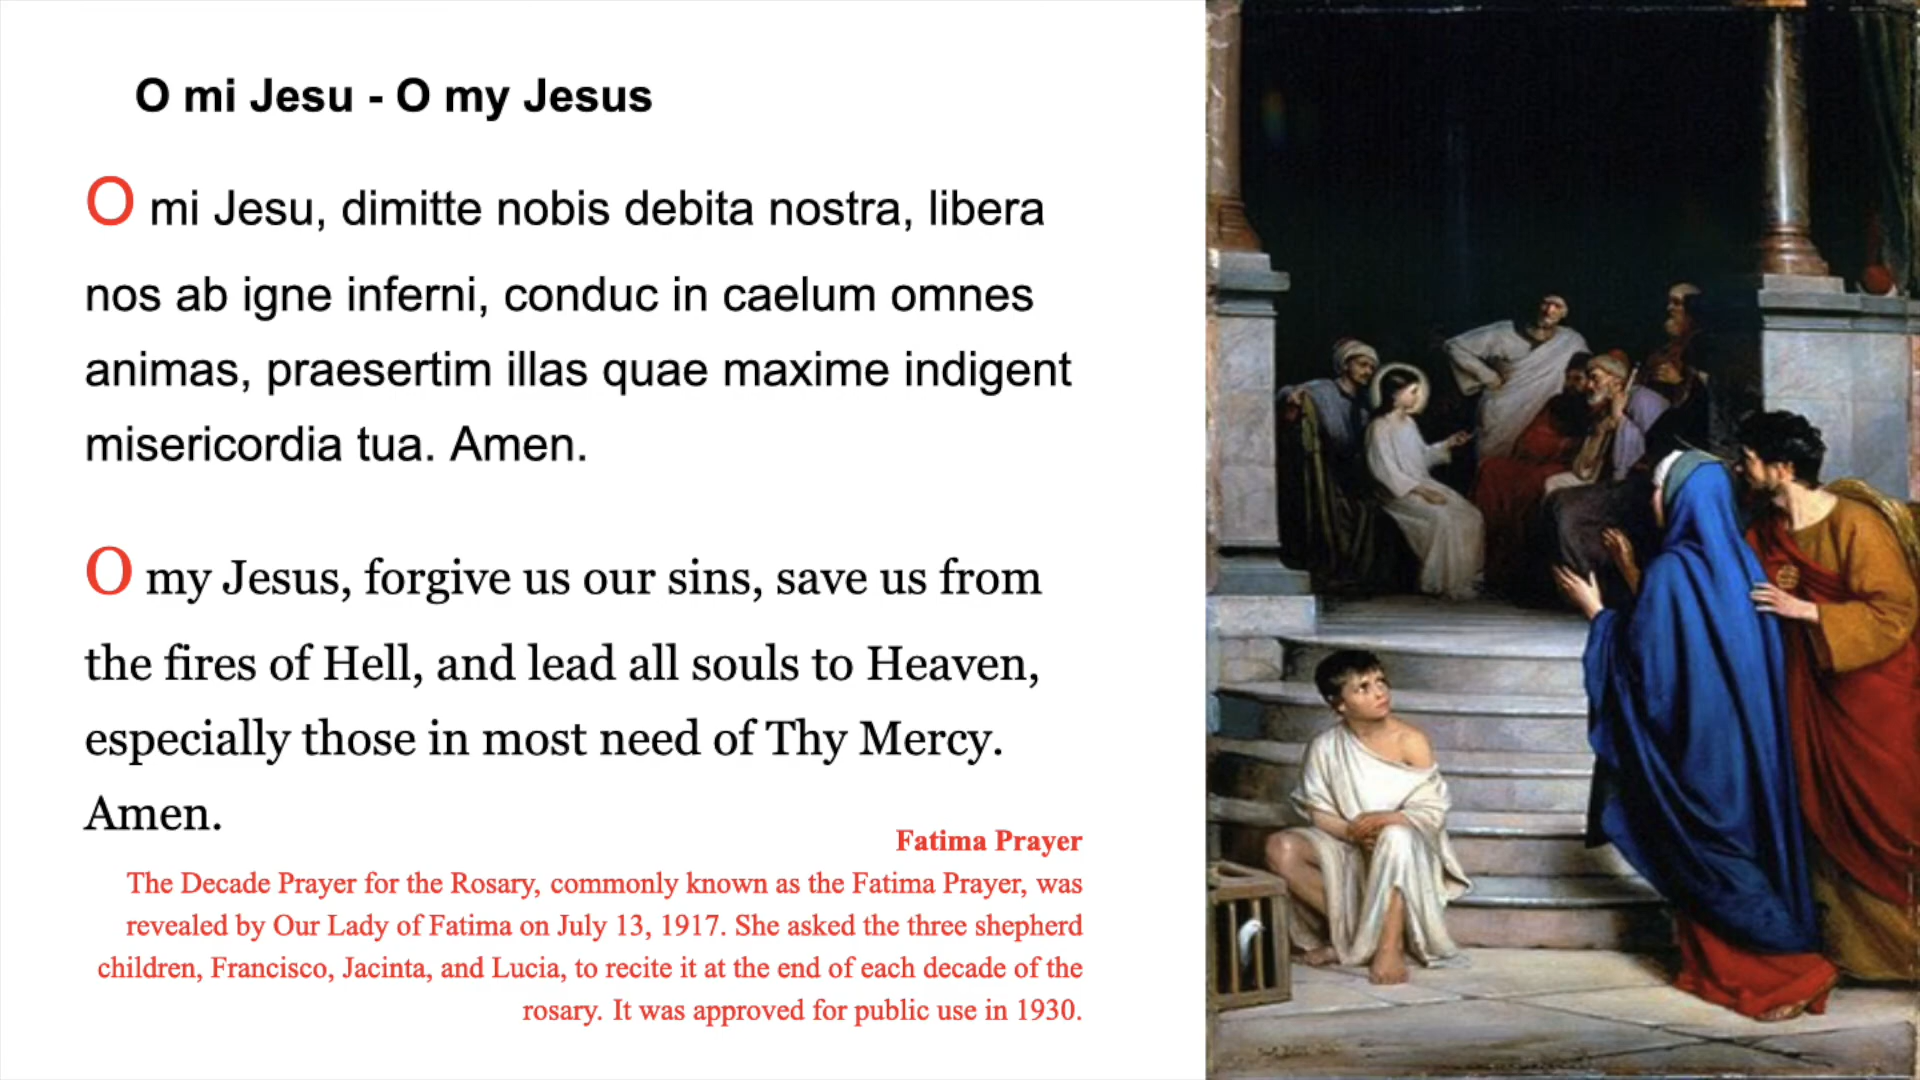 O mi Jesu - O my Jesus
O mi Jesu, dimitte nobis debita nostra, libera
nos ab igne inferni, conduc in caelum omnes
animas, praesertim illas quae maxime indigent
misericordia tua. Amen.
O my Jesus, forgive us our sins, save us from
the fires of Hell, and lead all souls to Heaven,
especially those in most need of Thy Mercy.
Amen.
Fatima Prayer
The Decade Prayer for the Rosary, commonly known as the Fatima Prayer, was
revealed by Our Lady of Fatima on July 13, 1917. She asked the three shepherd
children, Francisco, Jacinta, and Lucia, to recite it at the end of each decade of the
rosary. It was approved for public use in 1930.